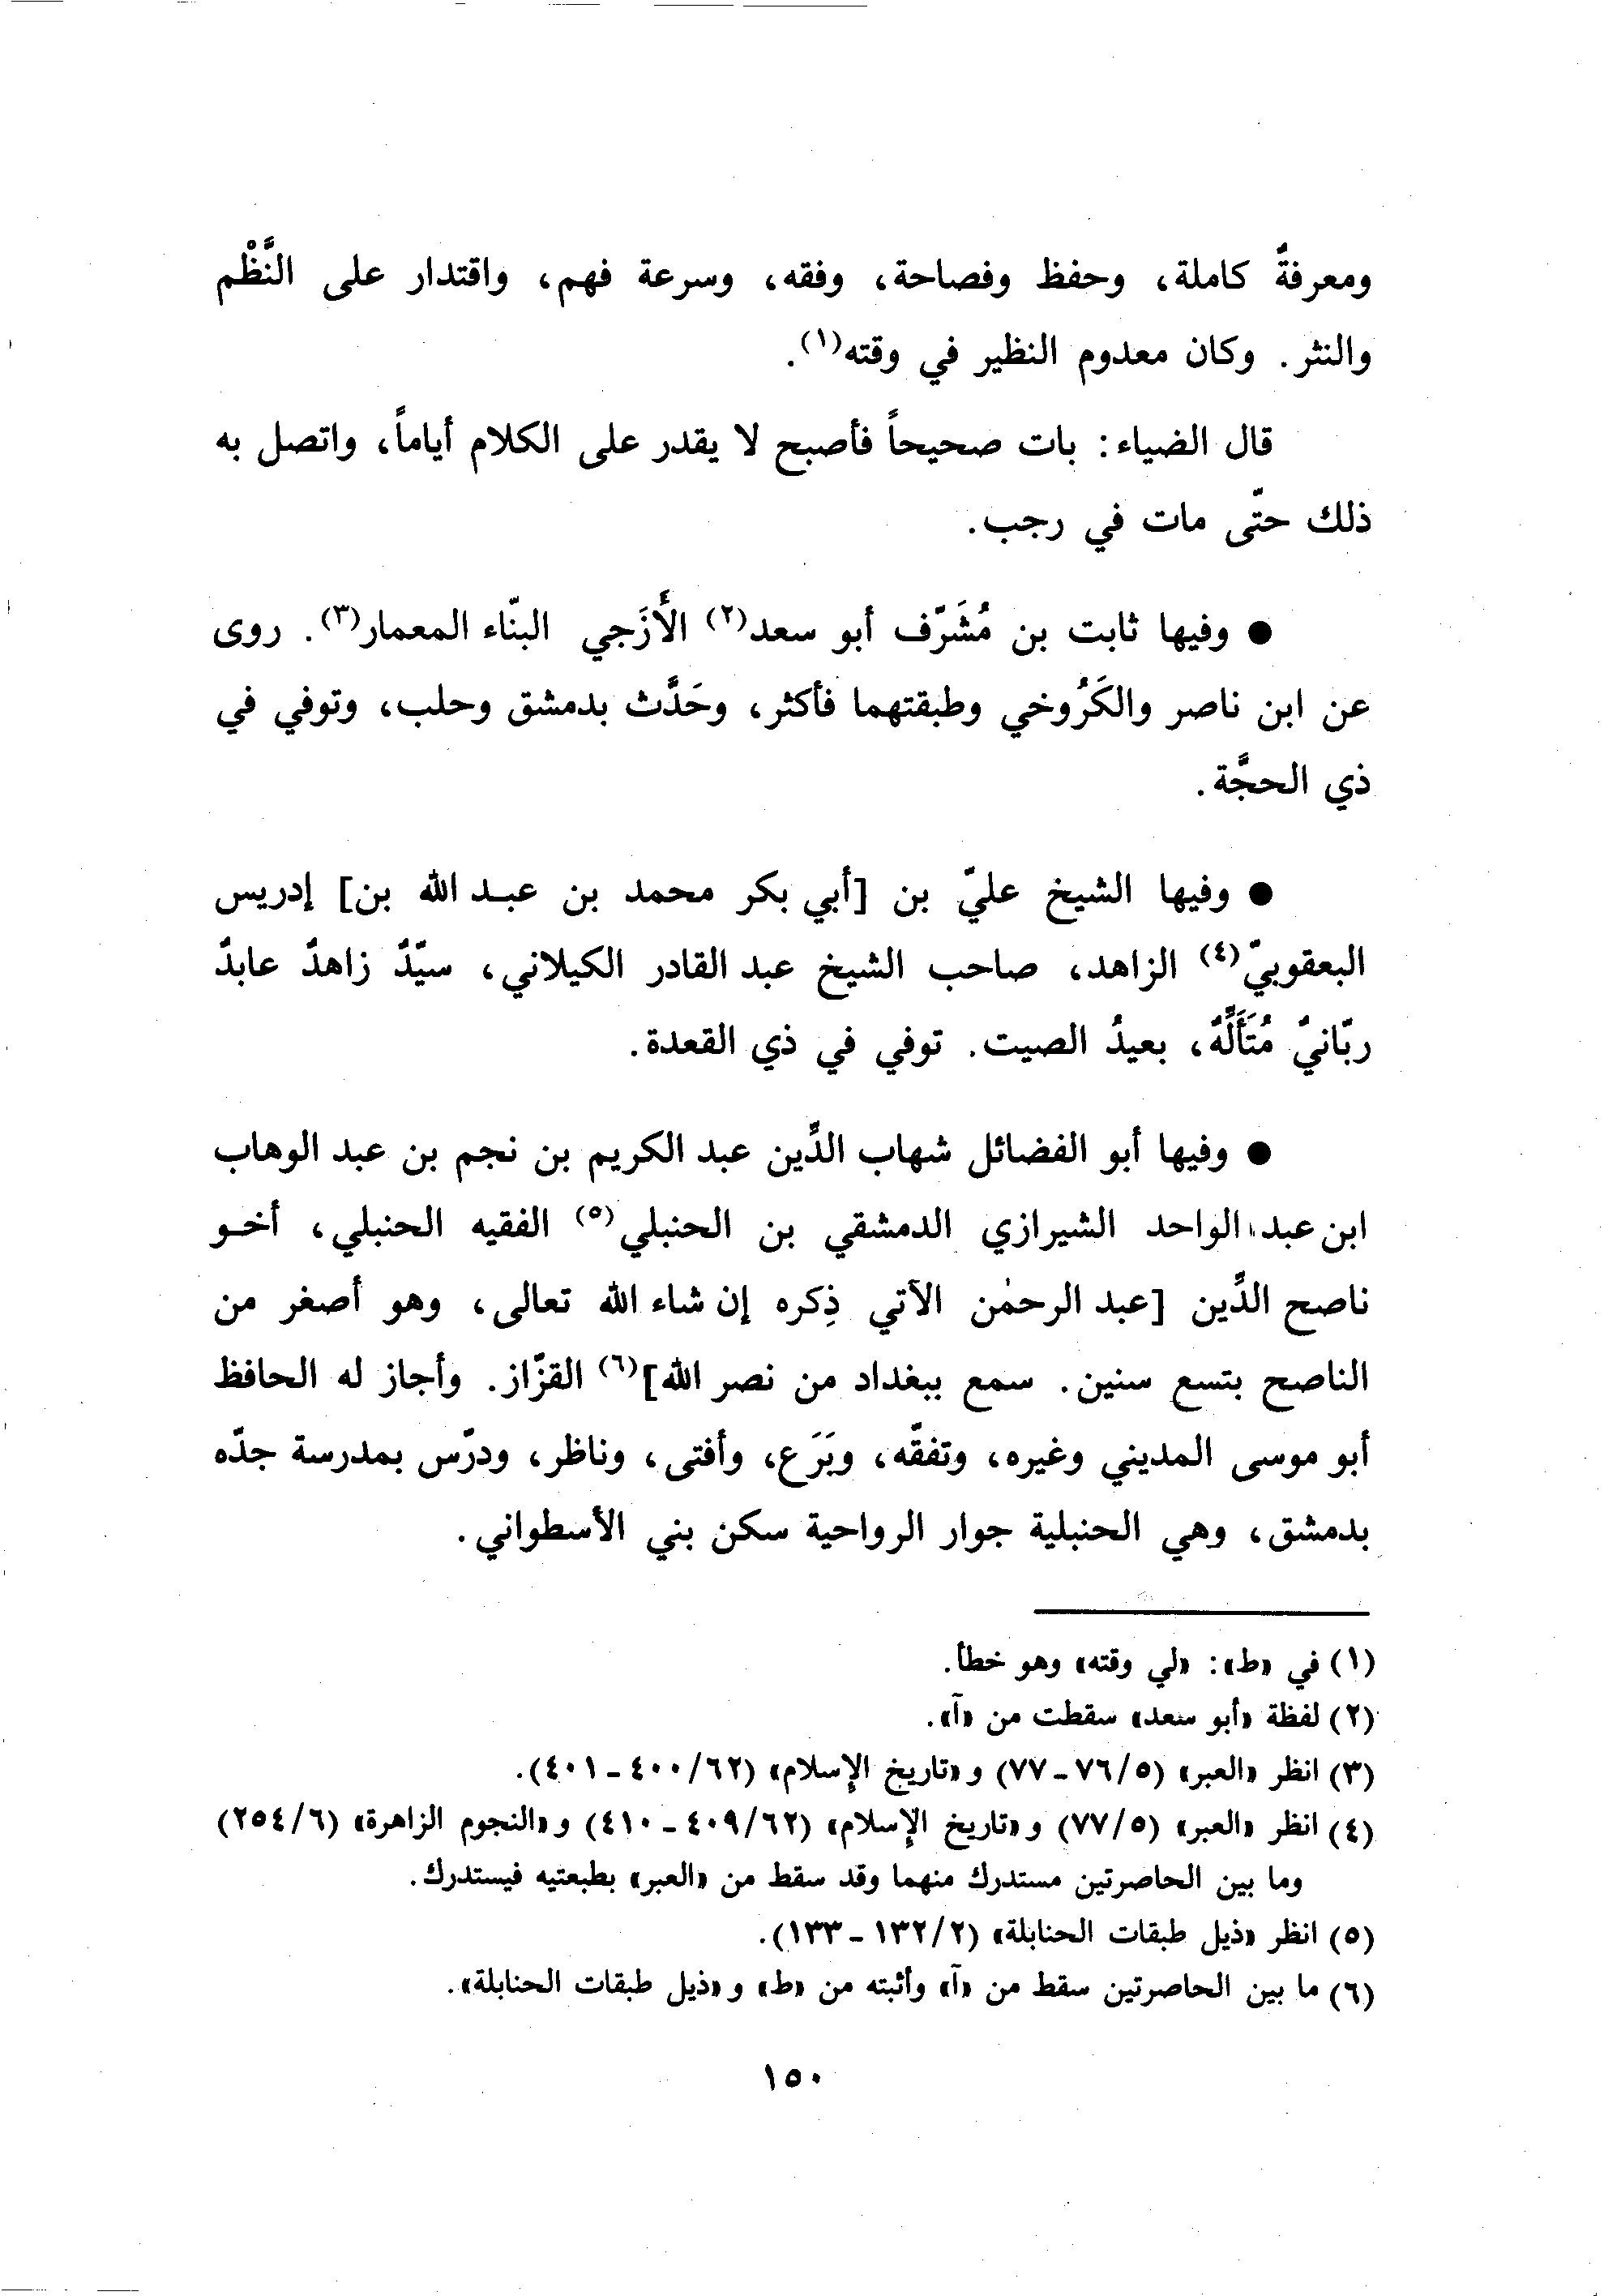 ومعرفةٌ كاملة، وحفظ وفصاحة، وفقه، وسرعة فهم، واقتدار على النَّظْم
والنثر. وكان معدوم النظير في وقته(١).
قال الضياء: بات صحيحاً فأصبح لا يقدر على الكلام أياماً، واتصل به
ذلك حتّى مات في رجب.
● وفيها ثابت بن مُشَرّف أبو سعد(٢) الأَزَجي البنّاء المعمار(٣). روى
عن ابن ناصر والكَرُوخي وطبقتهما فأكثر، وحَدَّث بدمشق وحلب، وتوفي في
ذي الحجَّة.
● وفيها الشيخ عليّ بن [أبي بكر محمد بن عبد الله بن] إدريس
البعقوبيّ(٤) الزاهد، صاحب الشيخ عبد القادر الكيلاني، سيّدٌ زاهدٌ عابدٌ
ربّانيٌ مُتَأَلِّهٌ، بعيدُ الصيت. توفي في ذي القعدة.
● وفيها أبو الفضائل شهاب الدِّين عبد الكريم بن نجم بن عبد الوهاب
ابن عبد الواحد الشيرازي الدمشقي بن الحنبلي(٥) الفقيه الحنبلي، أخو
ناصح الدِّين [عبد الرحمٰن الآتي ذِكره إن شاء الله تعالى، وهو أصغر من
الناصح بتسع سنين. سمع ببغداد من نصر الله](٦) القزّاز. وأجاز له الحافظ
أبو موسى المديني وغيره، وتفقّه، وبَرَع، وأفتى، وناظر، ودرّس بمدرسة جدّه
بدمشق، وهي الحنبلية جوار الرواحية سكن بني الأسطواني.
(١) في «ط»: «لي وقته» وهو خطأ.
(٢) لفظة «أبو سعد» سقطت من «آ».
(٣) انظر «العبر» (٥/ ٧٦ ـ ٧٧) و «تاريخ الإسلام» (٦٢/ ٤٠٠ ـ ٤٠١).
(٤) انظر «العبر» (٥/ ٧٧) و «تاريخ الإسلام» (٦٢/ ٤٠٩ ـ ٤١٠) و «النجوم الزاهرة» (٦/ ٢٥٤)
وما بين الحاصرتين مستدرك منهما وقد سقط من «العبر» بطبعتيه فيستدرك.
(٥) انظر «ذيل طبقات الحنابلة» (٢/ ١٣٢ ـ ١٣٣).
(٦) ما بين الحاصرتين سقط من «آ» وأثبته من «ط» و «ذيل طبقات الحنابلة».
١٥٠